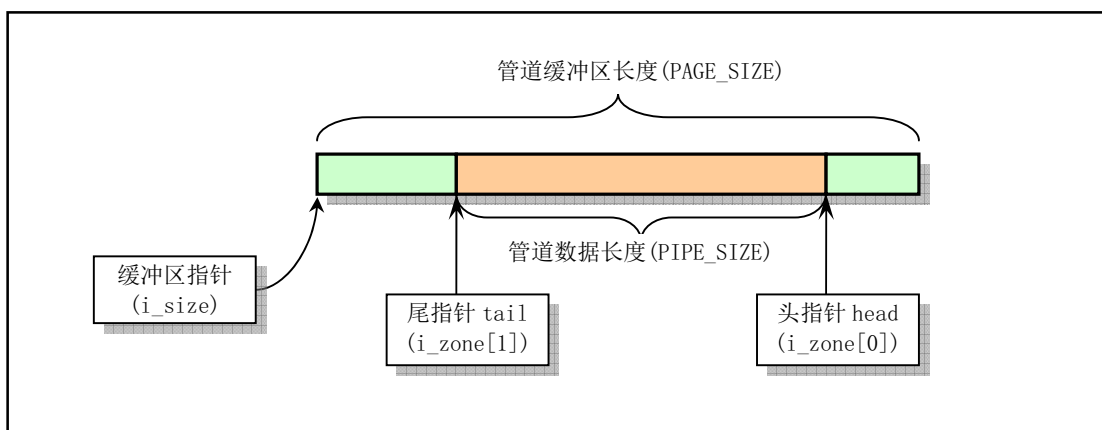 管道缓冲区长度(PAGE_SIZE)
管道数据长度(PIPE_SIZE)
缓冲区指针
(i_size)
尾指针 tail
(i_zone[1])
头指针 head
(i_zone[0])